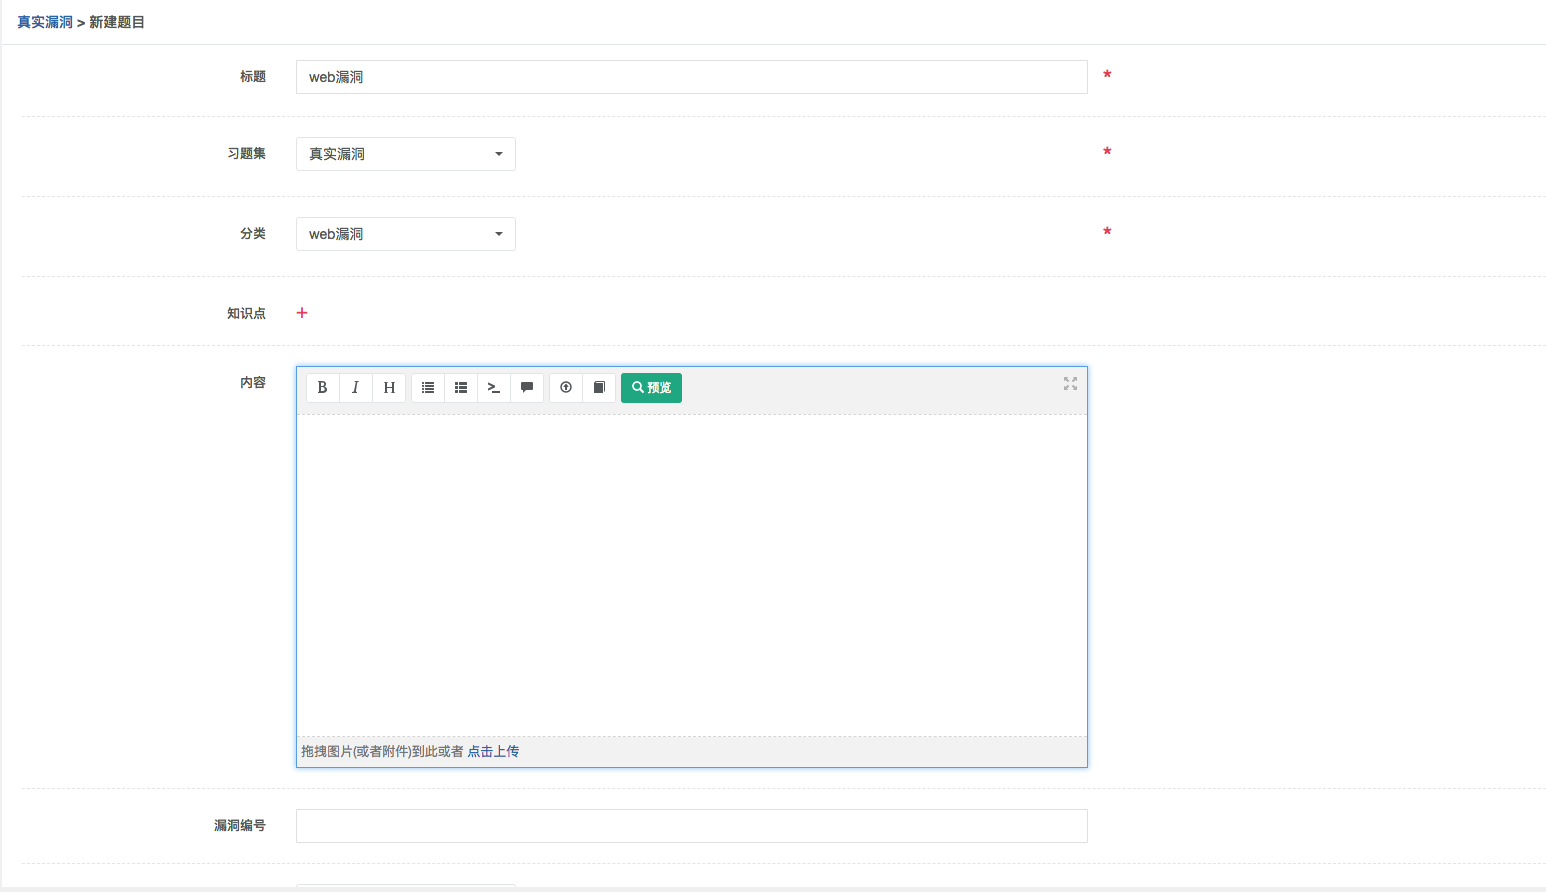 真实漏洞 > 新建题目
标题 web漏洞 *
习题集 真实漏洞 *
分类 web漏洞 *
知识点 +
内容 B I H 预览
拖拽图片(或者附件)到此或者 点击上传
漏洞编号